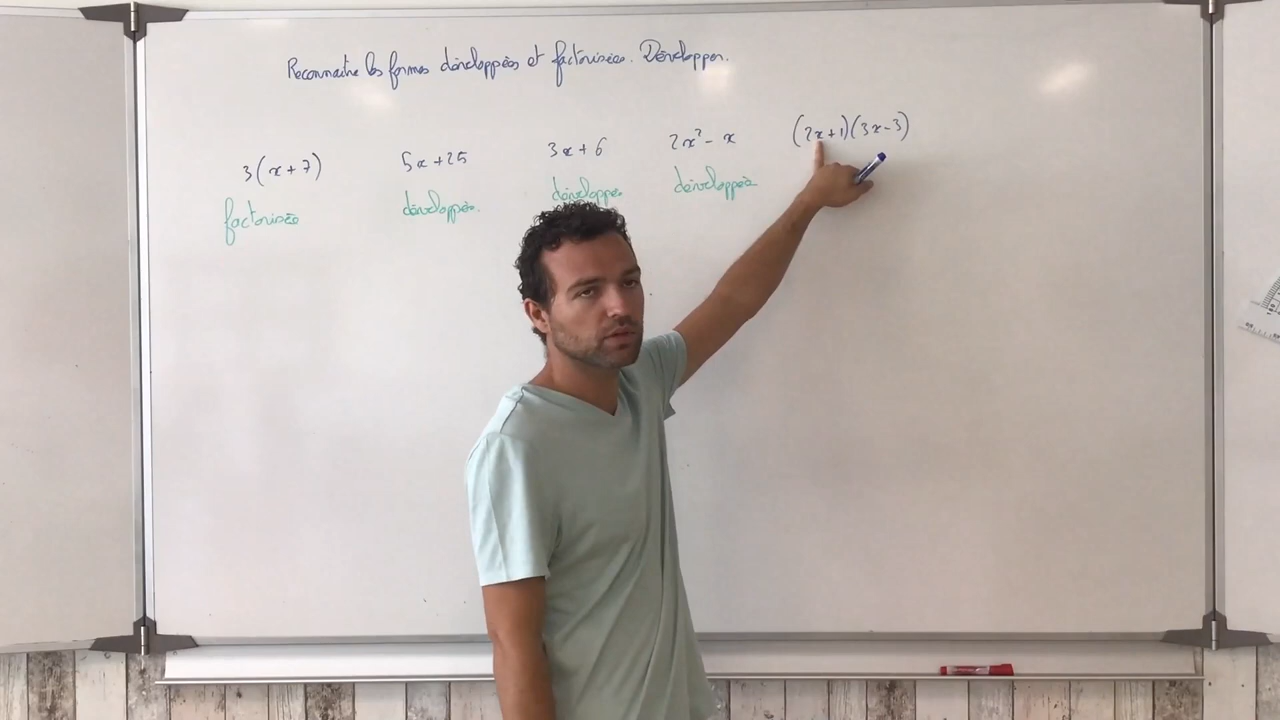 Reconnaitre les formes développées et factorisées. Développer.
3(x+7) 5x+25 3x+6 2x²-x (2x+1)(3x-3)
factorisée développée. développée développée